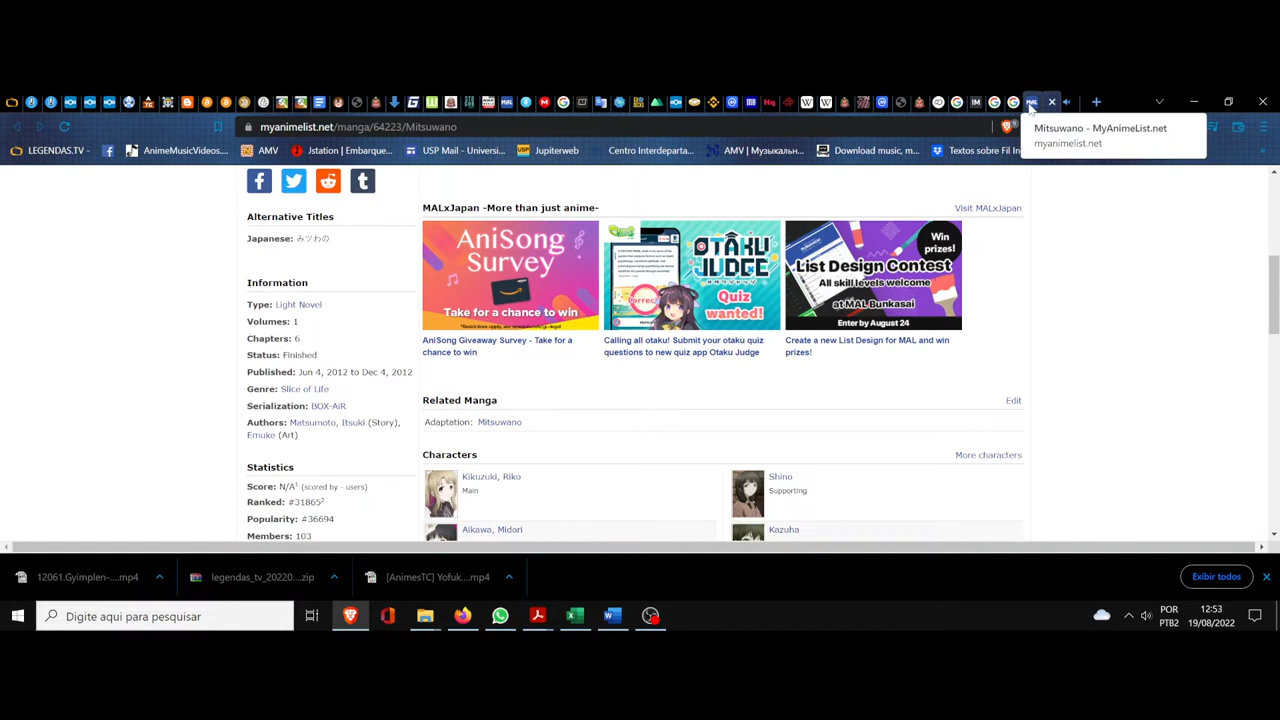 myanimelist.net/manga/64223/Mitsuwano
Mitsuwano - MyAnimeList.net
myanimelist.net
LEGENDAS.TV -
AnimeMusicVideos....
AMV
Jstation | Embarque...
USP Mail - Universi...
Jupiterweb
Centro Interdeparta...
AMV | Музыкальн...
Download music, m...
Textos sobre Fil In
Alternative Titles
Japanese: みツわの
Information
Type: Light Novel
Volumes: 1
Chapters: 6
Status: Finished
Published: Jun 4, 2012 to Dec 4, 2012
Genre: Slice of Life
Serialization: BOX-AiR
Authors: Matsumoto, Itsuki (Story),
Emuke (Art)
Statistics
Score: N/A¹ (scored by - users)
Ranked: #31865²
Popularity: #36694
Members: 103
MALxJapan -More than just anime-
Visit MALxJapan
AniSong
Survey
Take for a chance to win
OTAKU
JUDGE
Correct
Quiz
wanted!
Win
prizes!
List Design Contest
All skill levels welcome
at MAL Bunkasai
Enter by August 24
AniSong Giveaway Survey - Take for a
chance to win
Calling all otaku! Submit your otaku quiz
questions to new quiz app Otaku Judge
Create a new List Design for MAL and win
prizes!
Related Manga
Edit
Adaptation: Mitsuwano
Characters
More characters
Kikuzuki, Riko
Main
Shino
Supporting
Aikawa, Midori
Kazuha
12061.Gyimplen-....mp4
legendas_tv_20220....zip
[AnimesTC] Yofuk....mp4
Exibir todos
Digite aqui para pesquisar
POR
PTB2
12:53
19/08/2022